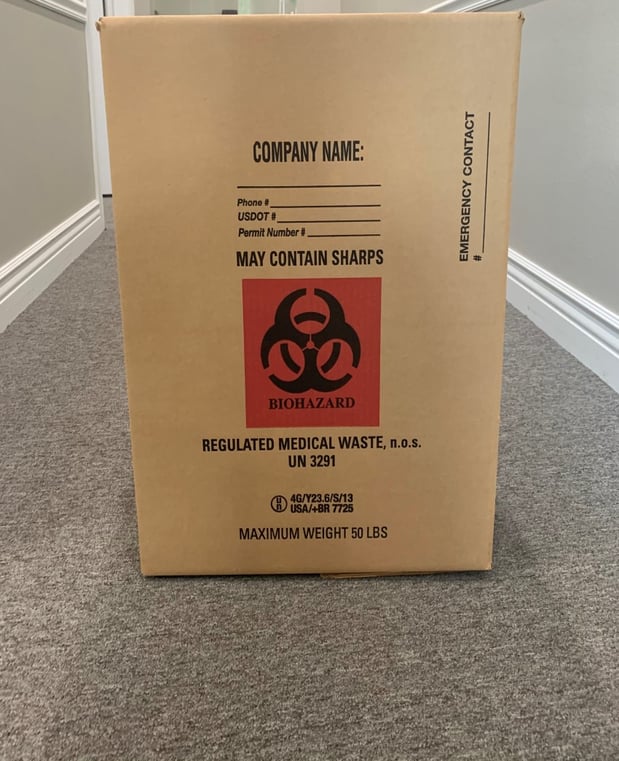 COMPANY NAME:
Phone #
USDOT #
Permit Number #
MAY CONTAIN SHARPS
BIOHAZARD
REGULATED MEDICAL WASTE, n.o.s.
UN 3291
4G/Y23.6/S/13
USA/+BR 7725
MAXIMUM WEIGHT 50 LBS
EMERGENCY CONTACT
#